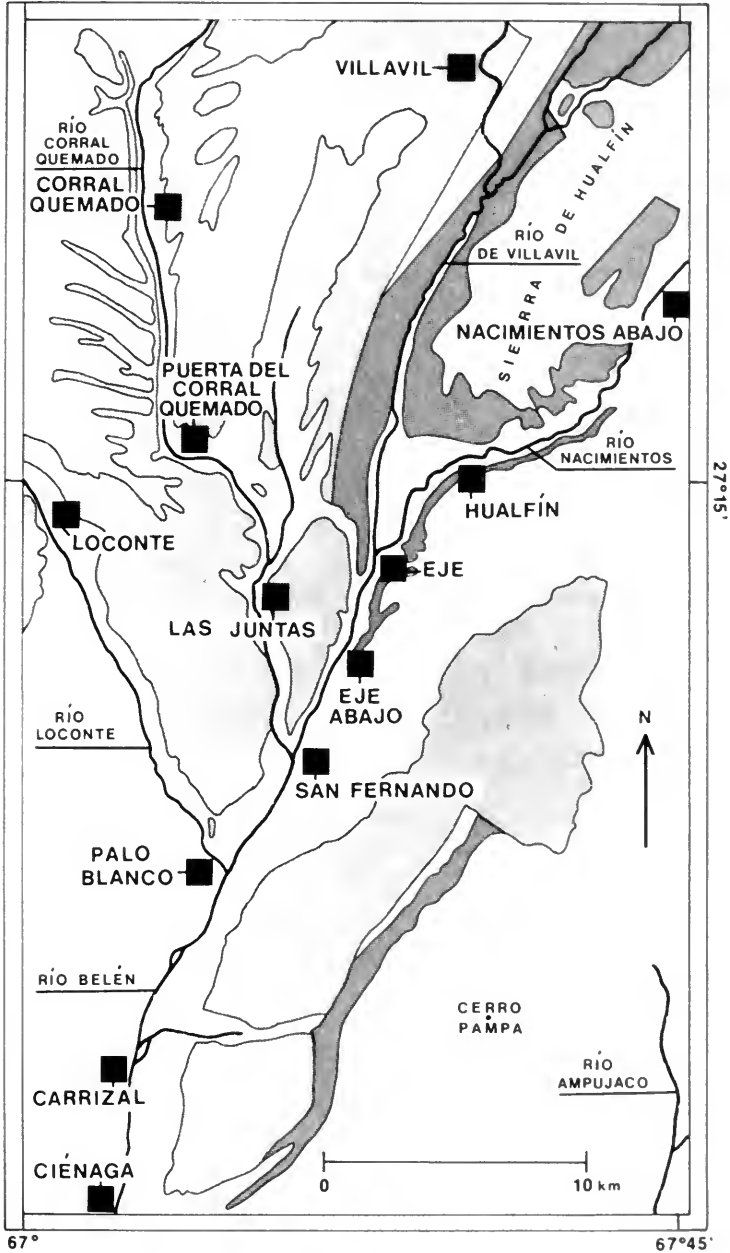 VILLAVIL
RÍO
CORRAL
QUEMADO
CORRAL
QUEMADO
RÍO
DE VILLAVIL
SIERRA DE HUALFÍN
NACIMIENTOS ABAJO
PUERTA DEL
CORRAL
QUEMADO
RÍO
NACIMIENTOS
27°15'
HUALFÍN
LOCONTE
EJE
LAS JUNTAS
EJE
ABAJO
RÍO
LOCONTE
N
SAN FERNANDO
PALO
BLANCO
RÍO BELÉN
CERRO
PAMPA
RÍO
AMPUJACO
CARRIZAL
CIÉNAGA
0 10 km
67° 67°45'